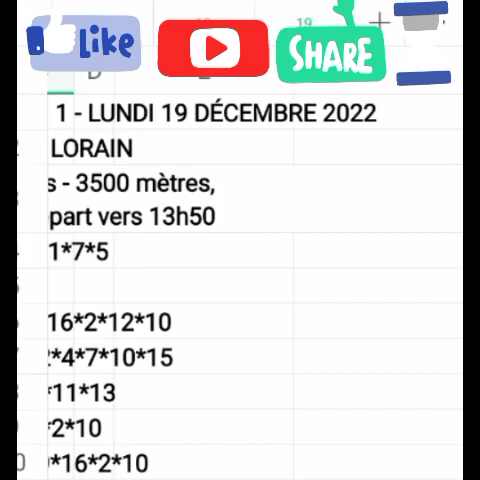 Like
SHARE
19
D
1 - LUNDI 19 DÉCEMBRE 2022
LORAIN
s - 3500 mètres,
part vers 13h50
1*7*5
16*2*12*10
*4*7*10*15
*11*13
*2*10
*16*2*10